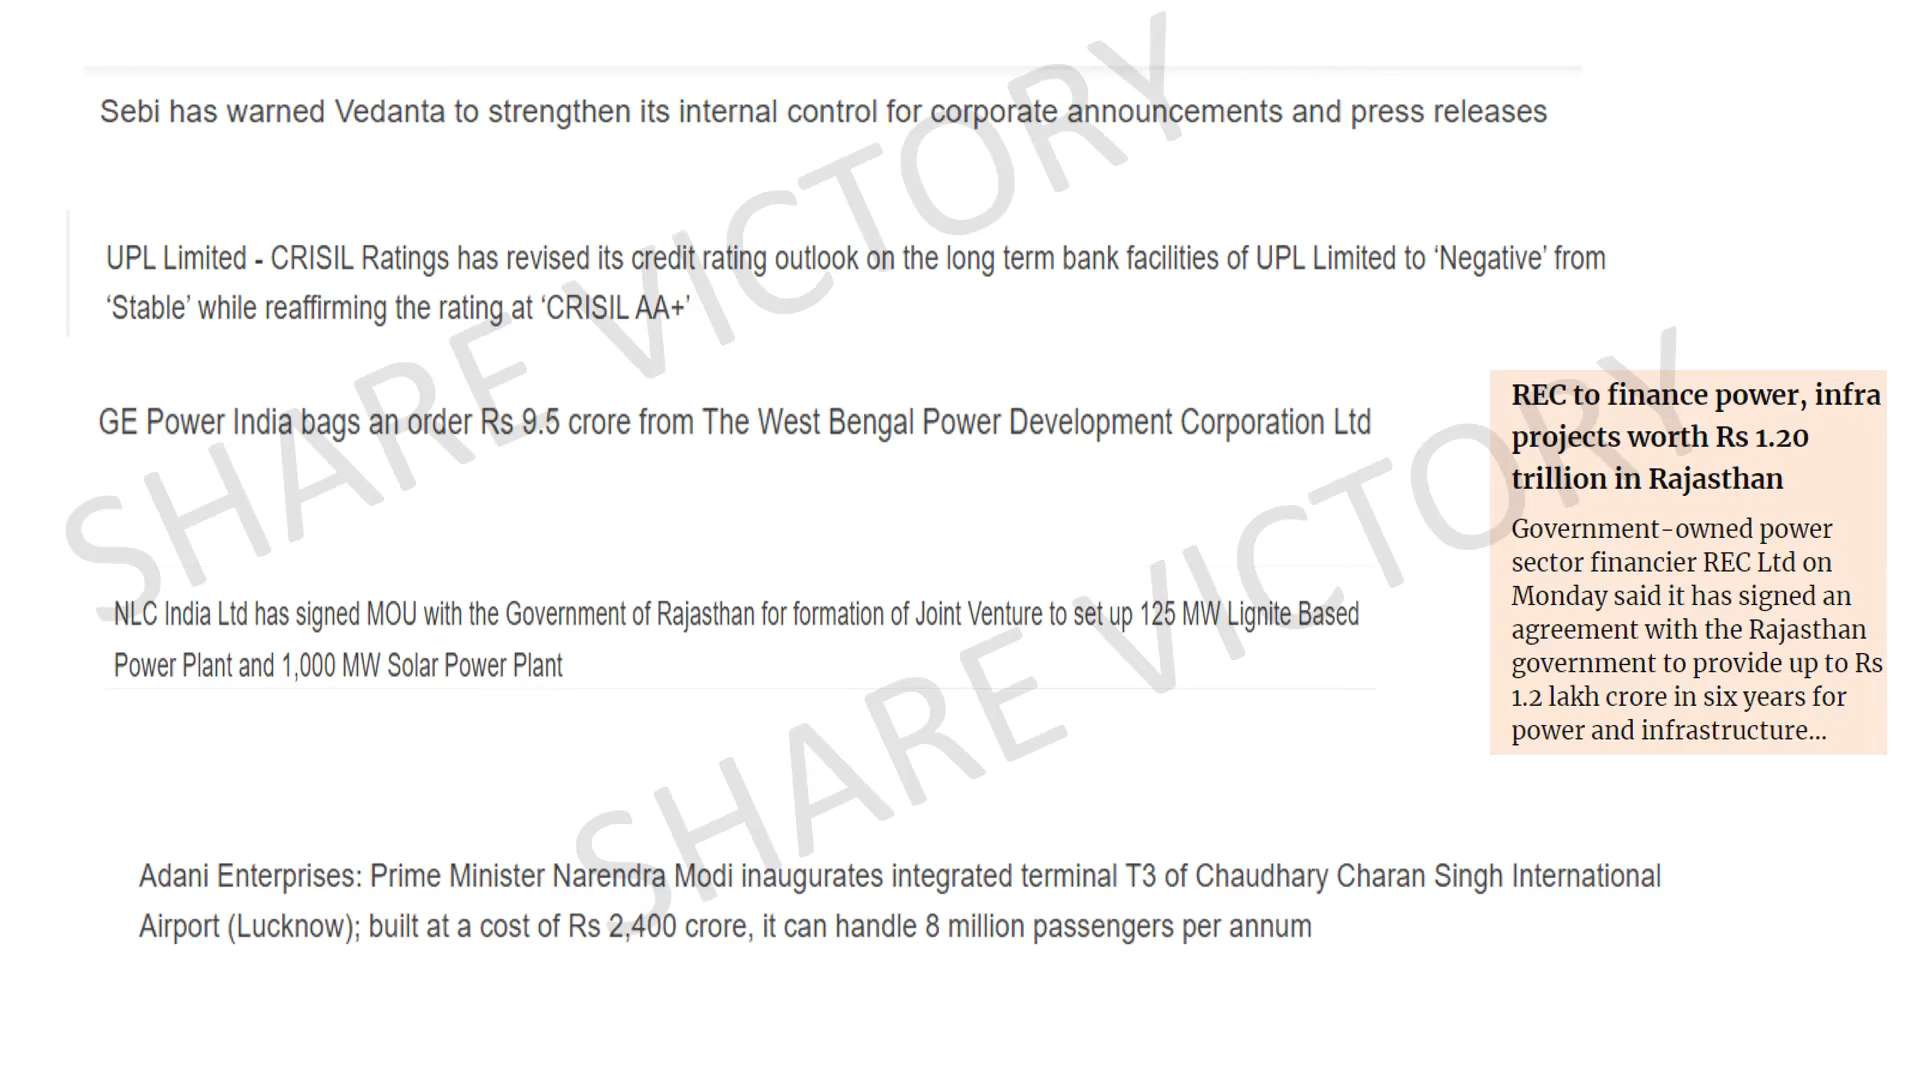 Sebi has warned Vedanta to strengthen its internal control for corporate announcements and press releases
UPL Limited - CRISIL Ratings has revised its credit rating outlook on the long term bank facilities of UPL Limited to ‘Negative’ from
‘Stable’ while reaffirming the rating at ‘CRISIL AA+’
GE Power India bags an order Rs 9.5 crore from The West Bengal Power Development Corporation Ltd
NLC India Ltd has signed MOU with the Government of Rajasthan for formation of Joint Venture to set up 125 MW Lignite Based
Power Plant and 1,000 MW Solar Power Plant
REC to finance power, infra
projects worth Rs 1.20
trillion in Rajasthan
Government-owned power
sector financier REC Ltd on
Monday said it has signed an
agreement with the Rajasthan
government to provide up to Rs
1.2 lakh crore in six years for
power and infrastructure...
Adani Enterprises: Prime Minister Narendra Modi inaugurates integrated terminal T3 of Chaudhary Charan Singh International
Airport (Lucknow); built at a cost of Rs 2,400 crore, it can handle 8 million passengers per annum
SHARE VICTORY
SHARE VICTORY